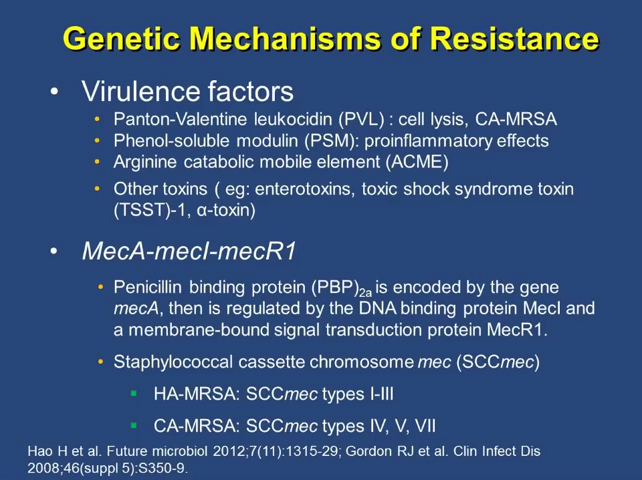 Genetic Mechanisms of Resistance
• Virulence factors
• Panton-Valentine leukocidin (PVL) : cell lysis, CA-MRSA
• Phenol-soluble modulin (PSM): proinflammatory effects
• Arginine catabolic mobile element (ACME)
• Other toxins ( eg: enterotoxins, toxic shock syndrome toxin
(TSST)-1, α-toxin)
• MecA-mecI-mecR1
• Penicillin binding protein (PBP)2a is encoded by the gene
mecA, then is regulated by the DNA binding protein MecI and
a membrane-bound signal transduction protein MecR1.
• Staphylococcal cassette chromosome mec (SCCmec)
▪ HA-MRSA: SCCmec types I-III
▪ CA-MRSA: SCCmec types IV, V, VII
Hao H et al. Future microbiol 2012;7(11):1315-29; Gordon RJ et al. Clin Infect Dis
2008;46(suppl 5):S350-9.